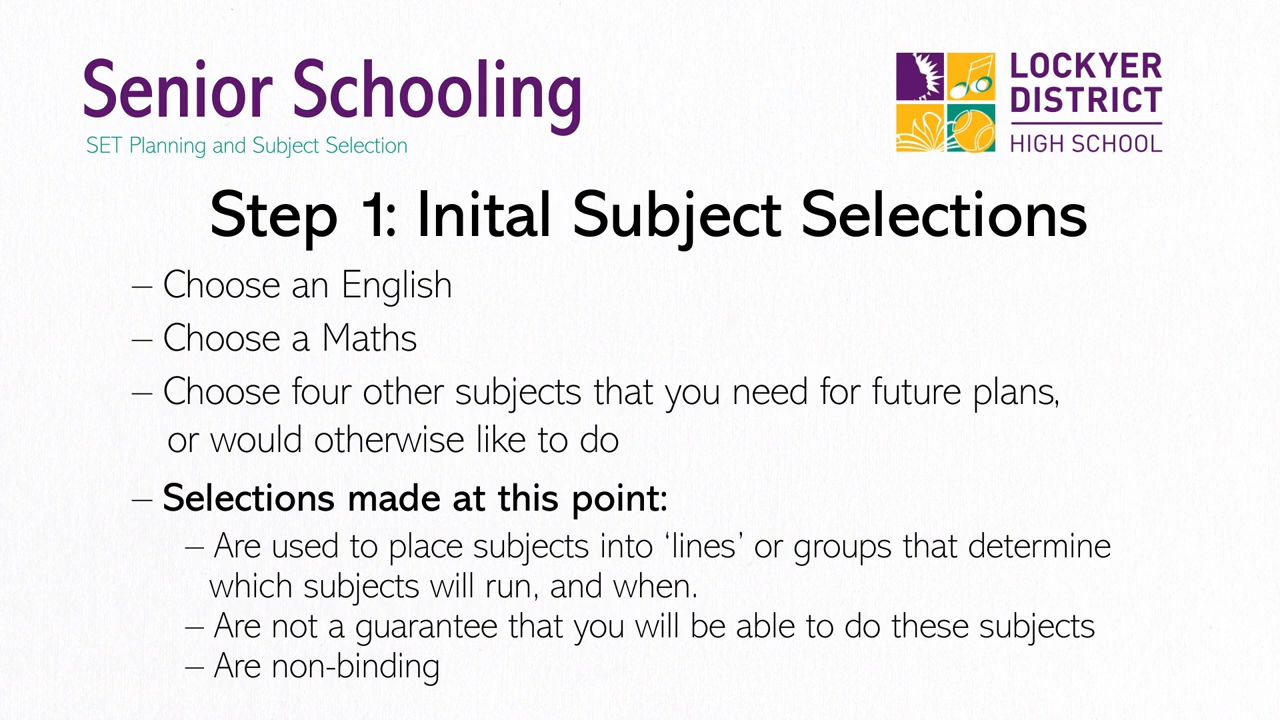 Senior Schooling
SET Planning and Subject Selection
LOCKYER
DISTRICT
HIGH SCHOOL
Step 1: Inital Subject Selections
– Choose an English
– Choose a Maths
– Choose four other subjects that you need for future plans,
or would otherwise like to do
– Selections made at this point:
– Are used to place subjects into ‘lines’ or groups that determine
which subjects will run, and when.
– Are not a guarantee that you will be able to do these subjects
– Are non-binding